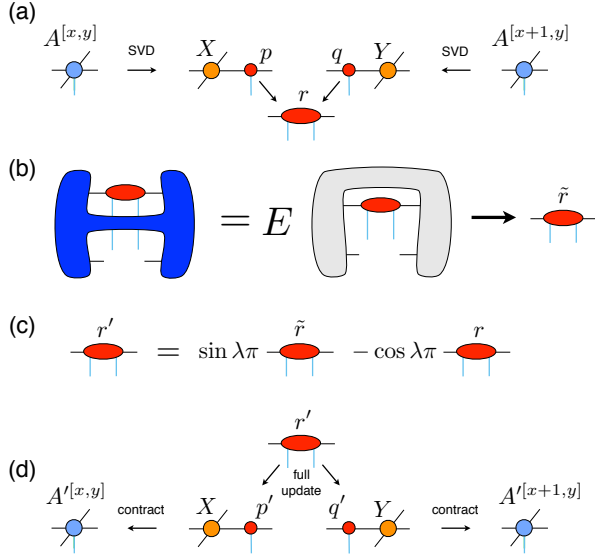 (a)
A^{[x,y]} SVD X p q Y SVD A^{[x+1,y]}
r
(b)
= E r̃
(c)
r′ = sin λπ r̃ − cos λπ r
r′
(d)
full
update
A′^{[x,y]} contract X p′ q′ Y contract A′^{[x+1,y]}